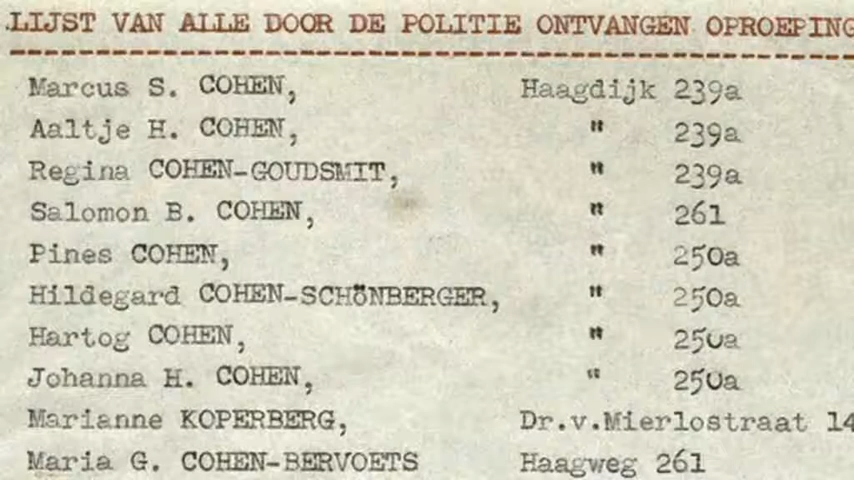 LIJST VAN ALLE DOOR DE POLITIE ONTVANGEN OPROEPING
Marcus S. COHEN, Haagdijk 239a
Aaltje H. COHEN, " 239a
Regina COHEN-GOUDSMIT, " 239a
Salomon B. COHEN, " 261
Pines COHEN, " 250a
Hildegard COHEN-SCHÖNBERGER, " 250a
Hartog COHEN, " 250a
Johanna H. COHEN, " 250a
Marianne KOPERBERG, Dr.v.Mierlostraat 14
Maria G. COHEN-BERVOETS Haagweg 261